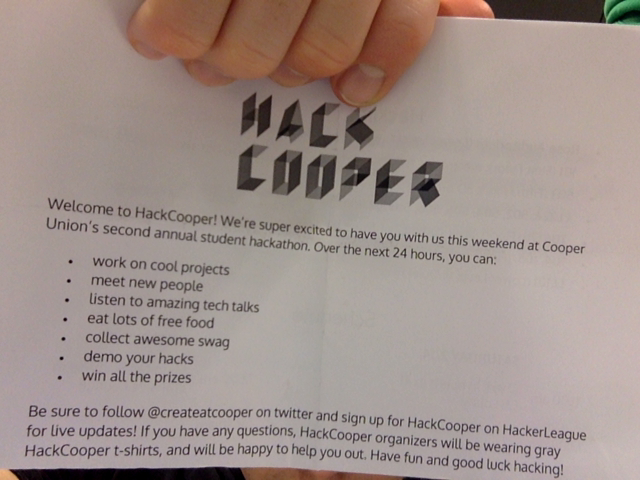 HACK
COOPER
Welcome to HackCooper! We're super excited to have you with us this weekend at Cooper
Union's second annual student hackathon. Over the next 24 hours, you can:
• work on cool projects
• meet new people
• listen to amazing tech talks
• eat lots of free food
• collect awesome swag
• demo your hacks
• win all the prizes
Be sure to follow @createatcooper on twitter and sign up for HackCooper on HackerLeague
for live updates! If you have any questions, HackCooper organizers will be wearing gray
HackCooper t-shirts, and will be happy to help you out. Have fun and good luck hacking!